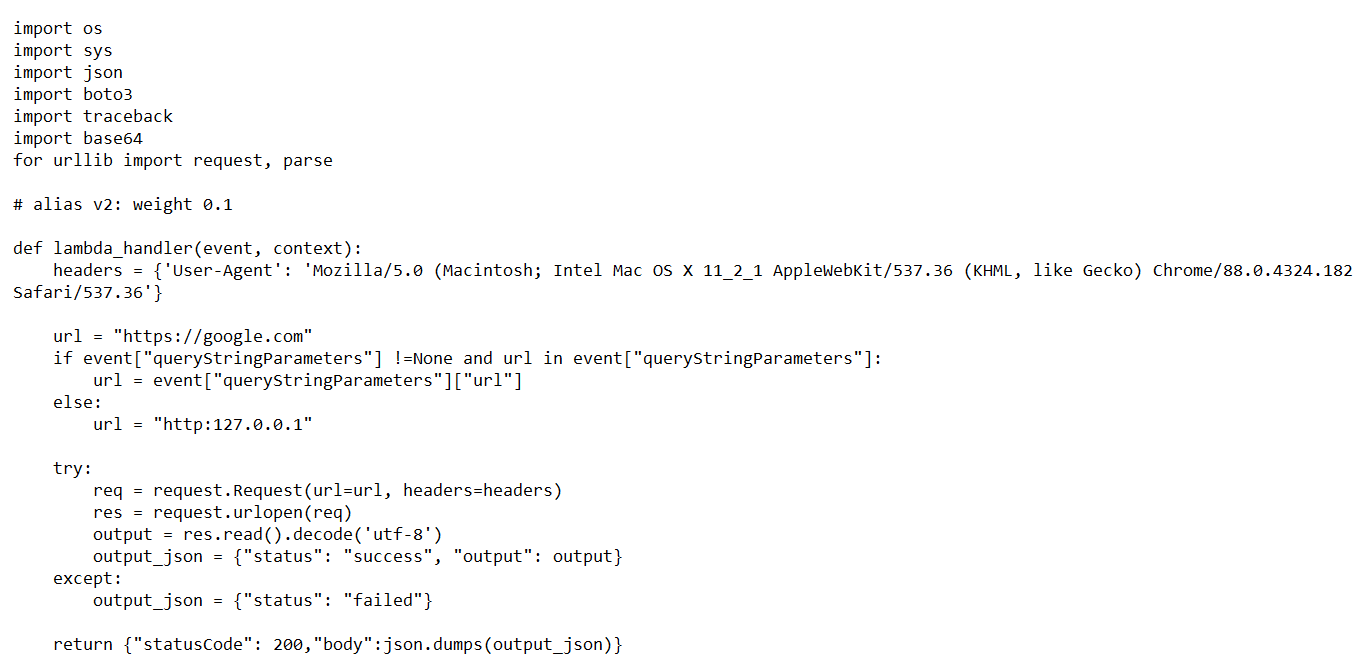 import os
import sys
import json
import boto3
import traceback
import base64
for urllib import request, parse

# alias v2: weight 0.1

def lambda_handler(event, context):
    headers = {'User-Agent': 'Mozilla/5.0 (Macintosh; Intel Mac OS X 11_2_1 AppleWebKit/537.36 (KHML, like Gecko) Chrome/88.0.4324.182
Safari/537.36'}

    url = "https://google.com"
    if event["queryStringParameters"] !=None and url in event["queryStringParameters"]:
        url = event["queryStringParameters"]["url"]
    else:
        url = "http:127.0.0.1"

    try:
        req = request.Request(url=url, headers=headers)
        res = request.urlopen(req)
        output = res.read().decode('utf-8')
        output_json = {"status": "success", "output": output}
    except:
        output_json = {"status": "failed"}

    return {"statusCode": 200,"body":json.dumps(output_json)}